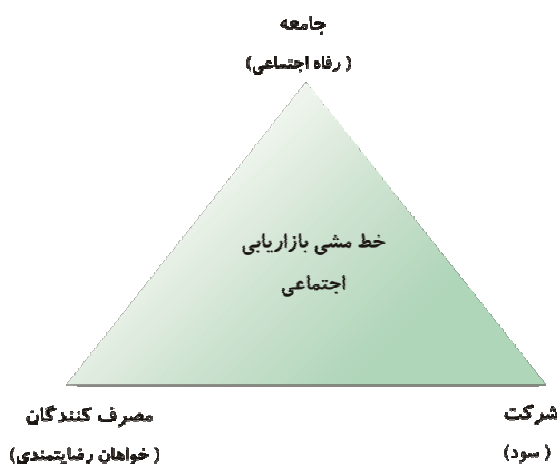 جامعه
( رفاه اجتماعی)
خط مشی بازاریابی
اجتماعی
شرکت
( سود)
مصرف کنندگان
( خواهان رضایتمندی)